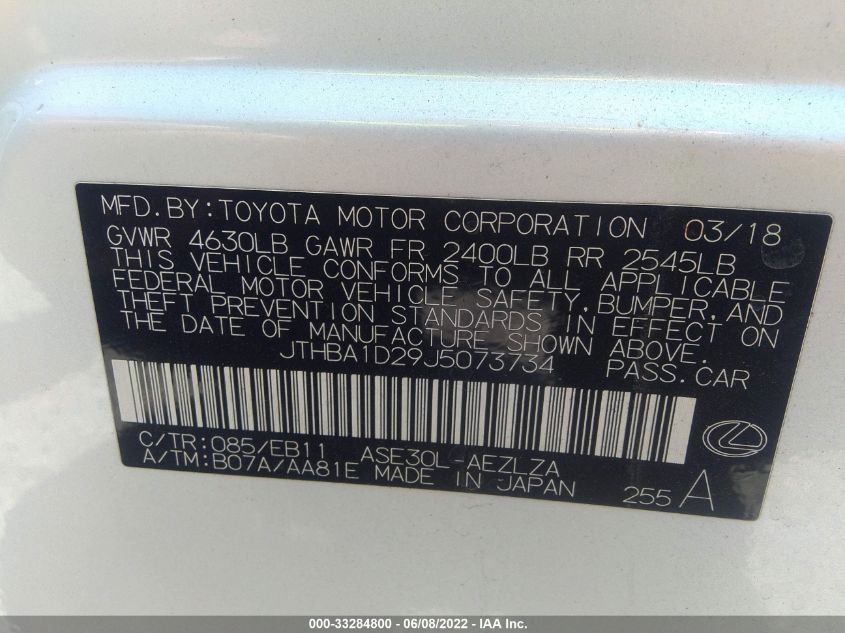 MFD.BY:TOYOTA MOTOR CORPORATION 03/18
GVWR 4630LB GAWR FR 2400LB RR 2545LB
THIS VEHICLE CONFORMS TO ALL APPLICABLE
FEDERAL MOTOR VEHICLE SAFETY,BUMPER,AND
THEFT PREVENTION STANDARDS IN EFFECT ON
THE DATE OF MANUFACTURE SHOWN ABOVE.
JTHBA1D29J5073734 PASS.CAR
C/TR:085/EB11 ASE30L-AEZLZA
A/TM:B07A/AA81E MADE IN JAPAN 255 A
000-33284800 - 06/08/2022 - IAA Inc.